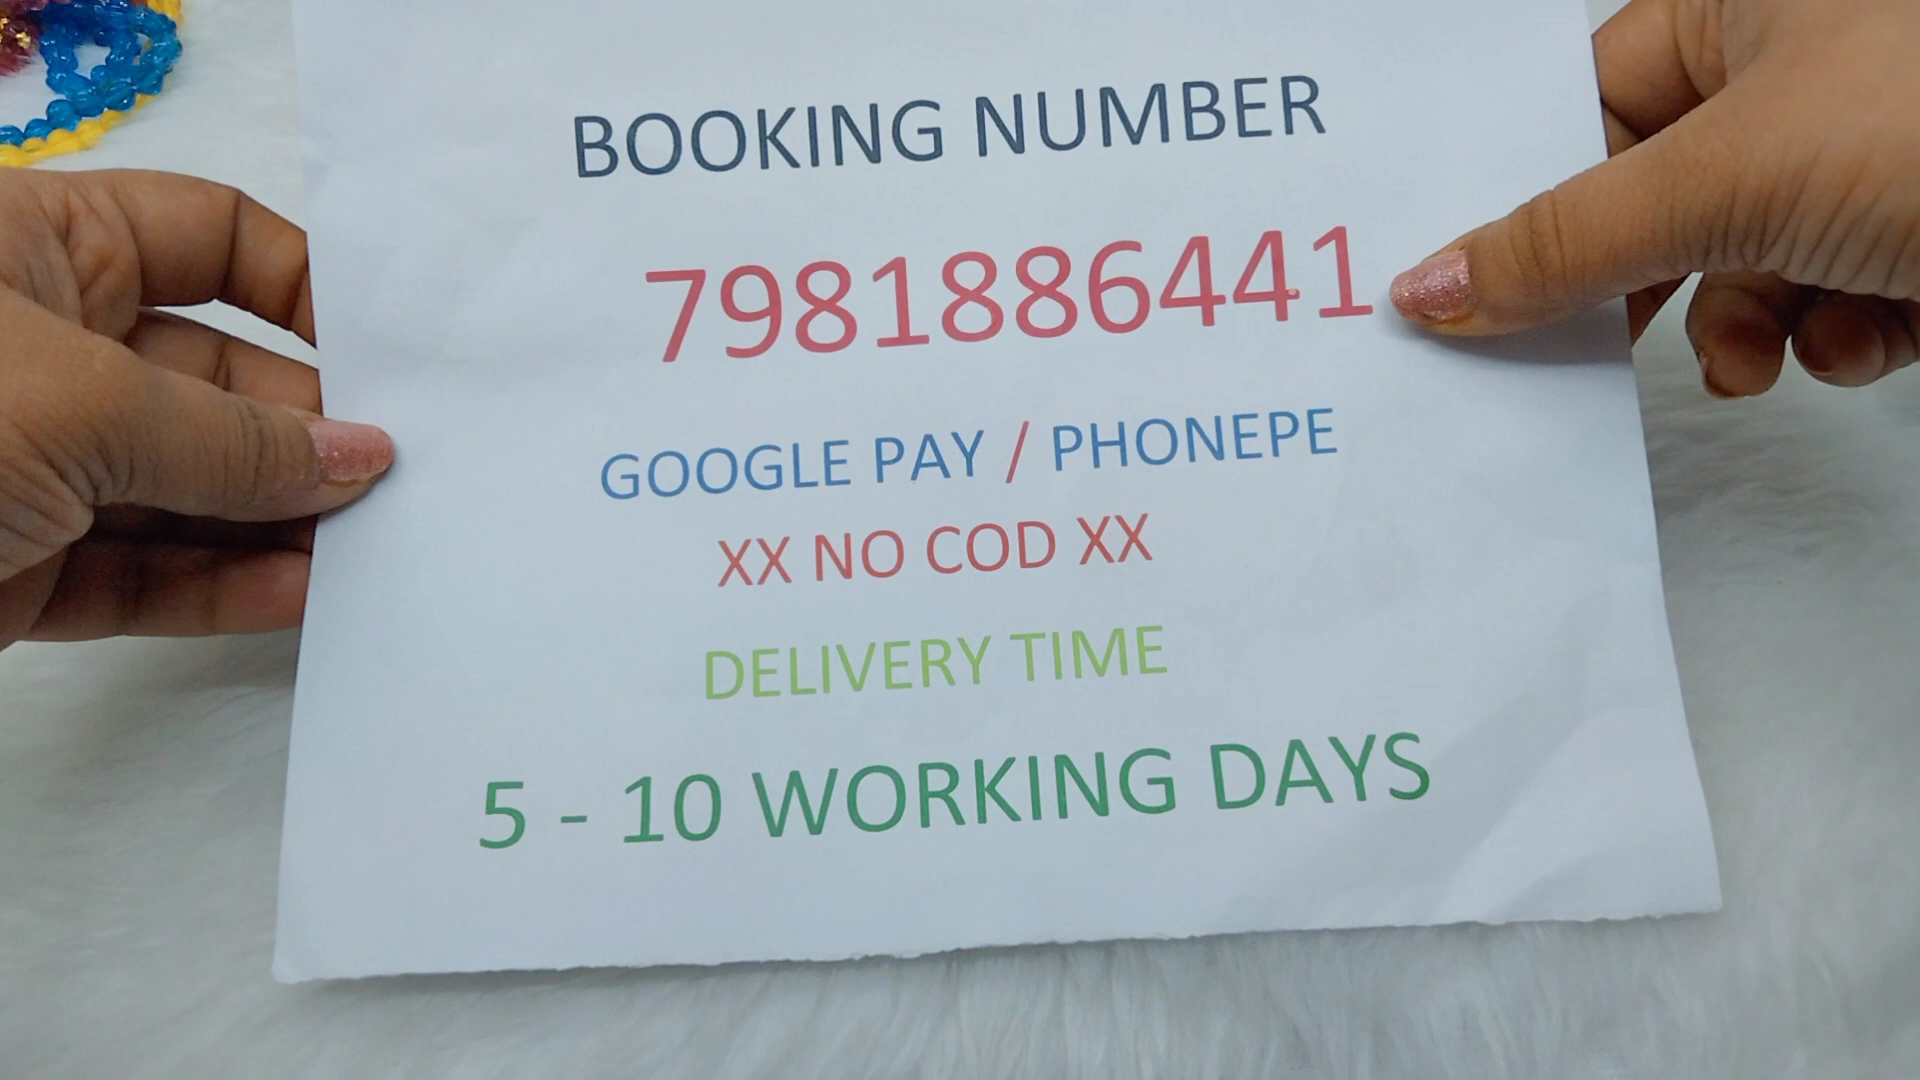 BOOKING NUMBER
7981886441
GOOGLE PAY / PHONEPE
XX NO COD XX
DELIVERY TIME
5 - 10 WORKING DAYS